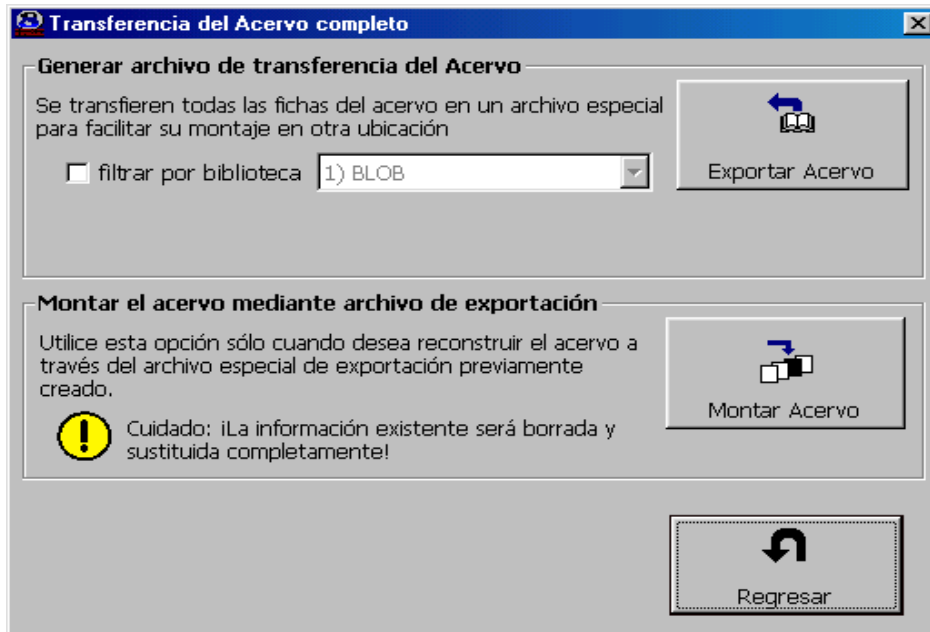 Transferencia del Acervo completo
Generar archivo de transferencia del Acervo
Se transfieren todas las fichas del acervo en un archivo especial
para facilitar su montaje en otra ubicación
filtrar por biblioteca
1) BLOB
Exportar Acervo
Montar el acervo mediante archivo de exportación
Utilice esta opción sólo cuando desea reconstruir el acervo a
través del archivo especial de exportación previamente
creado.
Cuidado: ¡La información existente será borrada y
sustituida completamente!
Montar Acervo
Regresar